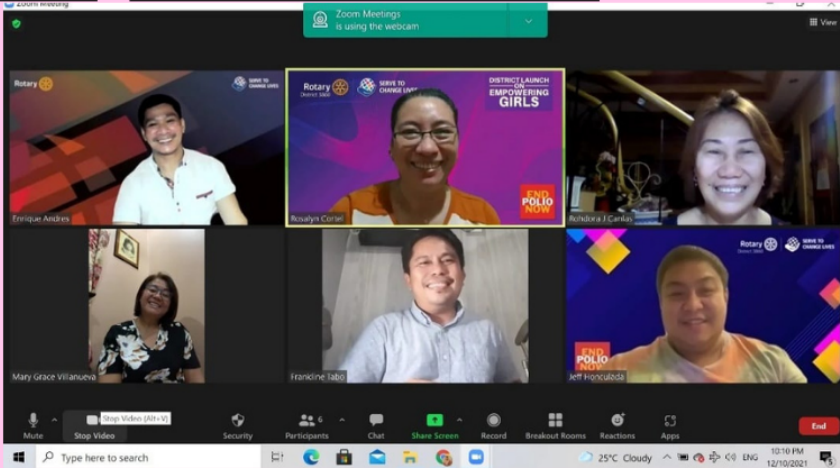 Zoom Meeting
Zoom Meetings
is using the webcam
View
Rotary
SERVE TO
CHANGE LIVES
Enrique Andres
Rotary
District 3860
SERVE TO
CHANGE LIVES
DISTRICT LAUNCH
ON
EMPOWERING
GIRLS
END
POLIO
NOW
Rosalyn Cortel
Rohdora J Canlas
Mary Grace Villanueva
Frankline Tabo
Rotary
SERVE TO
CHANGE LIVES
END
POLIO
Jeff Honculada
Stop Video (Alt+V)
6
Mute
Stop Video
Security
Participants
Chat
Share Screen
Record
Breakout Rooms
Reactions
Apps
End
Type here to search
25°C Cloudy
ENG
10:10 PM
12/10/2021